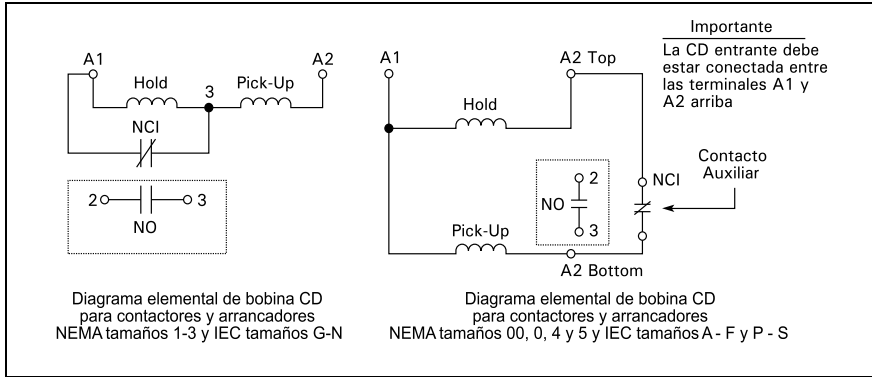 A1
Hold
3
Pick-Up
A2
NCI
2
3
NO
Diagrama elemental de bobina CD
para contactores y arrancadores
NEMA tamaños 1-3 y IEC tamaños G-N
A1
A2 Top
Hold
2
NO
3
Pick-Up
A2 Bottom
NCI
Contacto
Auxiliar
Importante
La CD entrante debe
estar conectada entre
las terminales A1 y
A2 arriba
Diagrama elemental de bobina CD
para contactores y arrancadores
NEMA tamaños 00, 0, 4 y 5 y IEC tamaños A - F y P - S